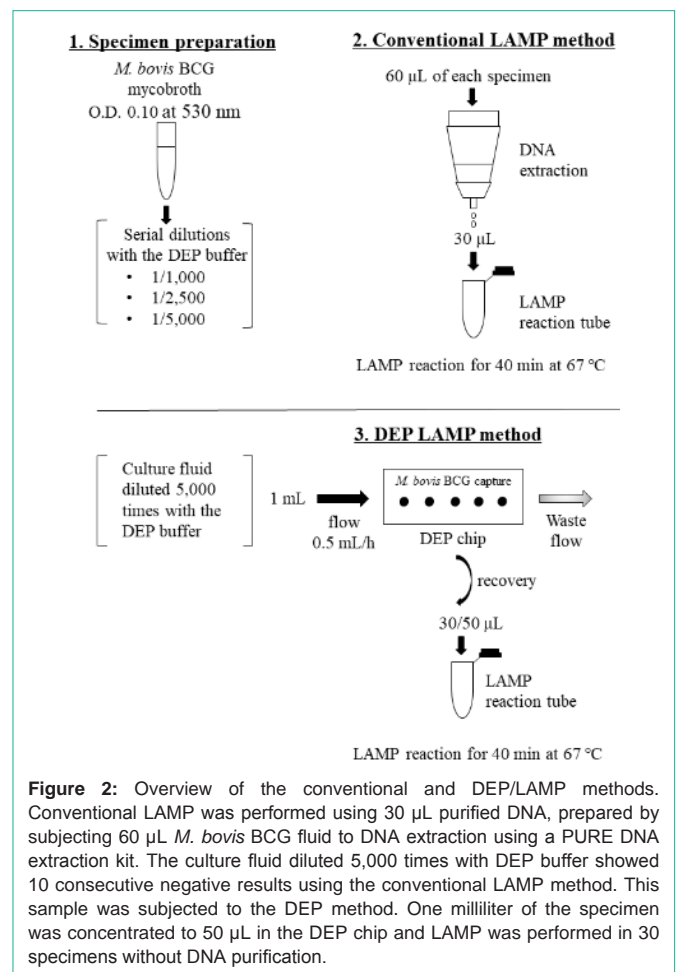 1. Specimen preparation
M. bovis BCG
mycobroth
O.D. 0.10 at 530 nm
Serial dilutions
with the DEP buffer
• 1/1,000
• 1/2,500
• 1/5,000
2. Conventional LAMP method
60 μL of each specimen
DNA
extraction
30 μL
LAMP
reaction tube
LAMP reaction for 40 min at 67 °C
3. DEP LAMP method
Culture fluid
diluted 5,000
times with the
DEP buffer
1 mL
flow
0.5 mL/h
M. bovis BCG capture
DEP chip
Waste
flow
recovery
30/50 μL
LAMP
reaction tube
LAMP reaction for 40 min at 67 °C
Figure 2: Overview of the conventional and DEP/LAMP methods.
Conventional LAMP was performed using 30 μL purified DNA, prepared by
subjecting 60 μL M. bovis BCG fluid to DNA extraction using a PURE DNA
extraction kit. The culture fluid diluted 5,000 times with DEP buffer showed
10 consecutive negative results using the conventional LAMP method. This
sample was subjected to the DEP method. One milliliter of the specimen
was concentrated to 50 μL in the DEP chip and LAMP was performed in 30
specimens without DNA purification.